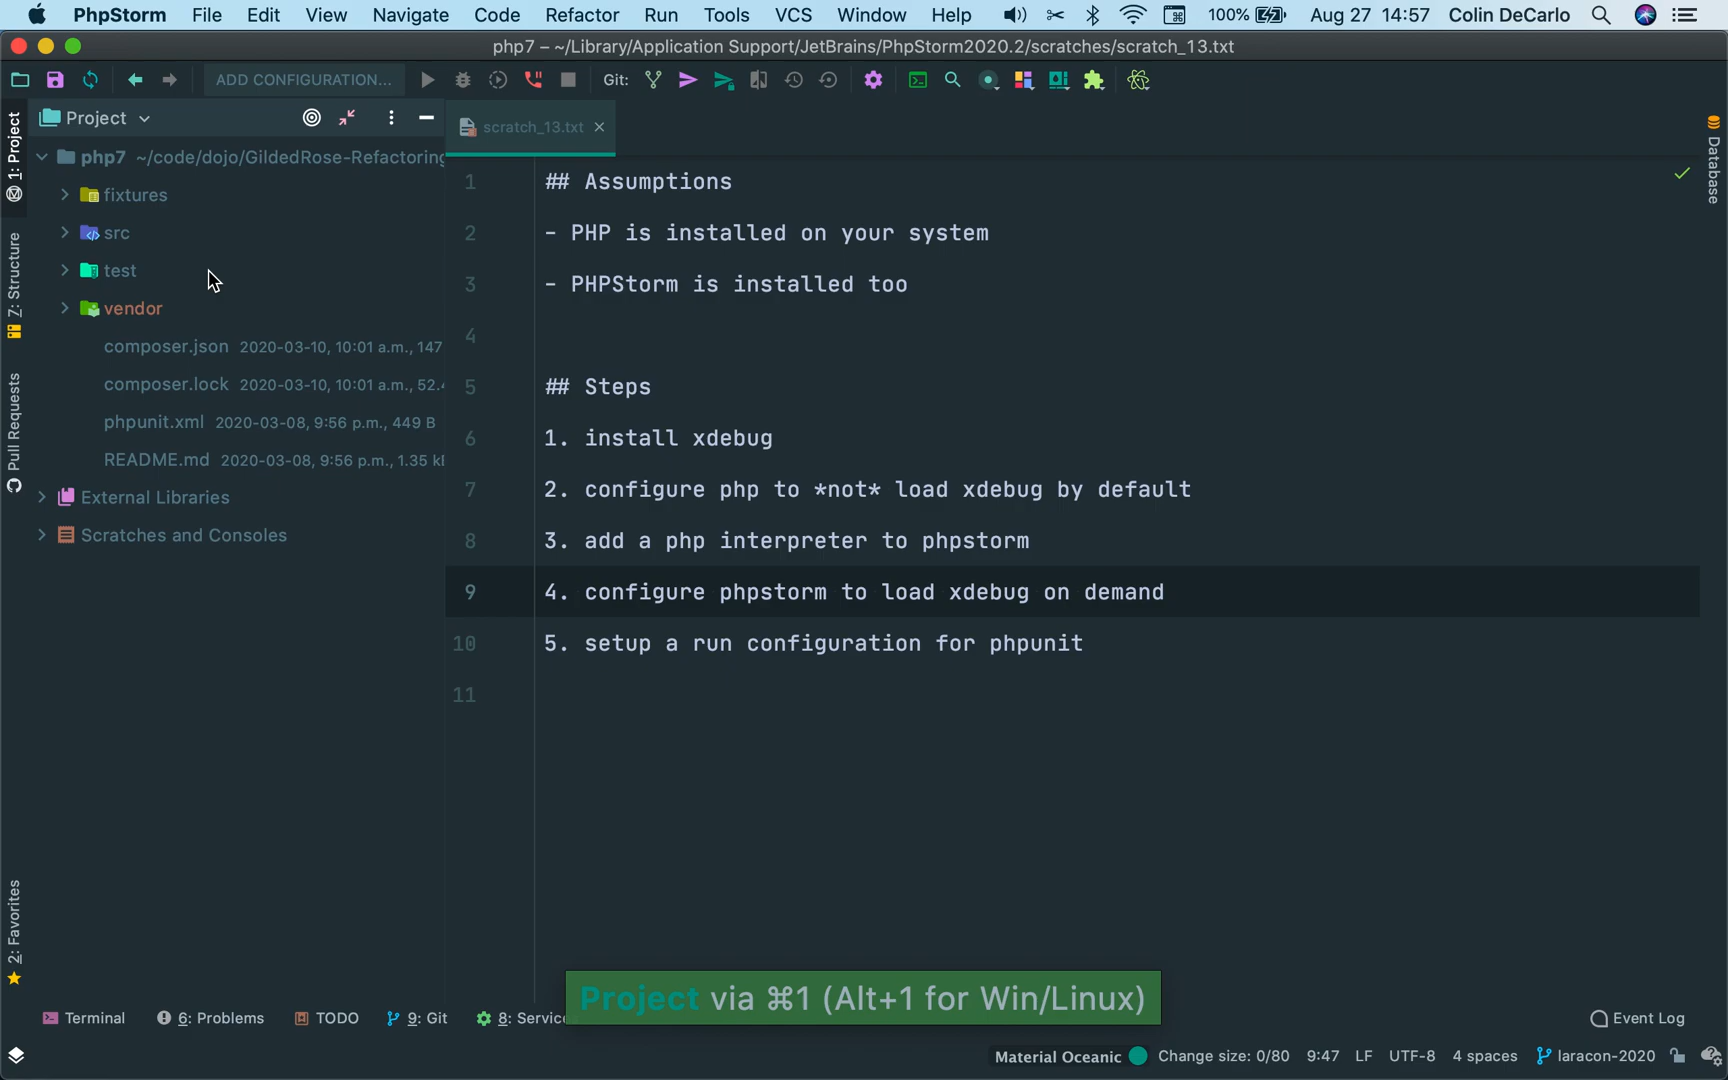 PhpStorm File Edit View Navigate Code Refactor Run Tools VCS Window Help 100% Aug 27 14:57 Colin DeCarlo
php7 – ~/Library/Application Support/JetBrains/PhpStorm2020.2/scratches/scratch_13.txt
ADD CONFIGURATION... Git:
Project
scratch_13.txt
1: Project
7: Structure
Pull Requests
2: Favorites
Database
php7 ~/code/dojo/GildedRose-Refactoring
fixtures
src
test
vendor
composer.json 2020-03-10, 10:01 a.m., 147
composer.lock 2020-03-10, 10:01 a.m., 52.
phpunit.xml 2020-03-08, 9:56 p.m., 449 B
README.md 2020-03-08, 9:56 p.m., 1.35 k
External Libraries
Scratches and Consoles
1 ## Assumptions
2 - PHP is installed on your system
3 - PHPStorm is installed too
4
5 ## Steps
6 1. install xdebug
7 2. configure php to *not* load xdebug by default
8 3. add a php interpreter to phpstorm
9 4. configure phpstorm to load xdebug on demand
10 5. setup a run configuration for phpunit
11
Project via ⌘1 (Alt+1 for Win/Linux)
Terminal 6: Problems TODO 9: Git 8: Servic Event Log
Material Oceanic Change size: 0/80 9:47 LF UTF-8 4 spaces laracon-2020